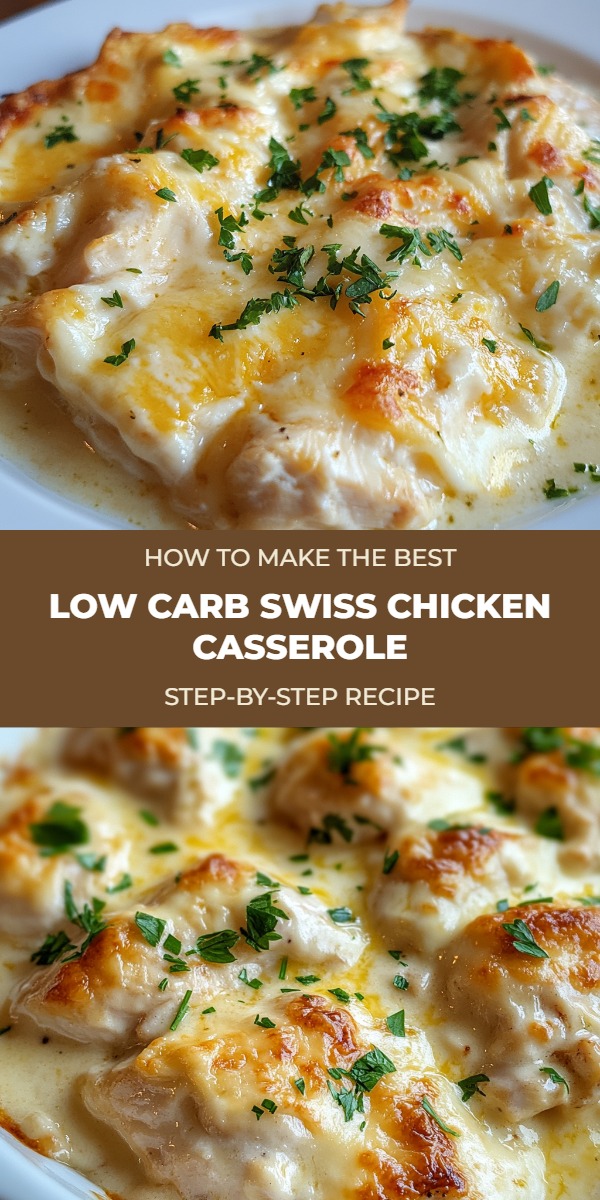 HOW TO MAKE THE BEST
LOW CARB SWISS CHICKEN
CASSEROLE
STEP-BY-STEP RECIPE